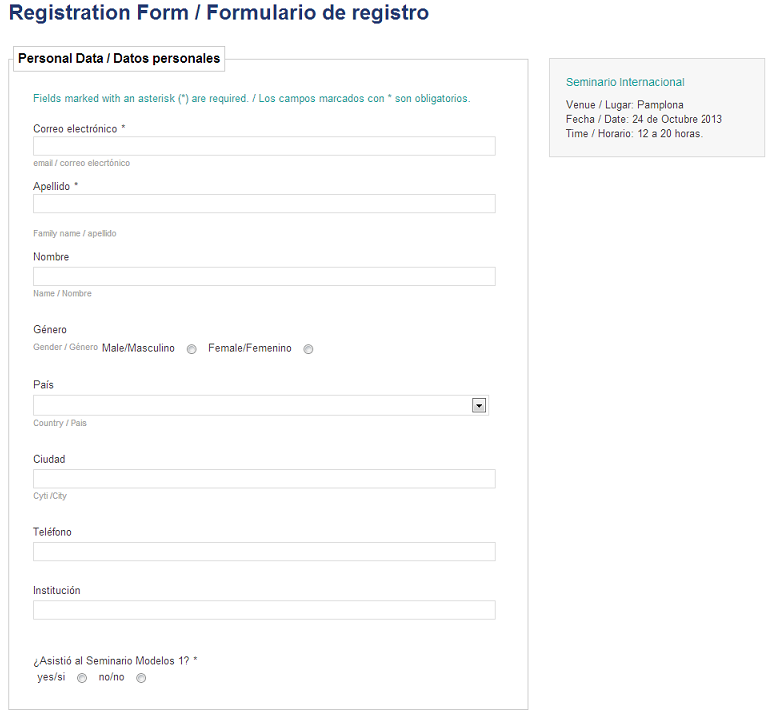 Registration Form / Formulario de registro
Personal Data / Datos personales
Fields marked with an asterisk (*) are required. / Los campos marcados con * son obligatorios.
Correo electrónico *
email / correo elecrtónico
Apellido *
Family name / apellido
Nombre
Name / Nombre
Género
Gender / Género Male/Masculino Female/Femenino
País
Country / Pais
Ciudad
Cyti /City
Teléfono
Institución
¿Asistió al Seminario Modelos 1? *
yes/si no/no
Seminario Internacional
Venue / Lugar: Pamplona
Fecha / Date: 24 de Octubre 2013
Time / Horario: 12 a 20 horas.